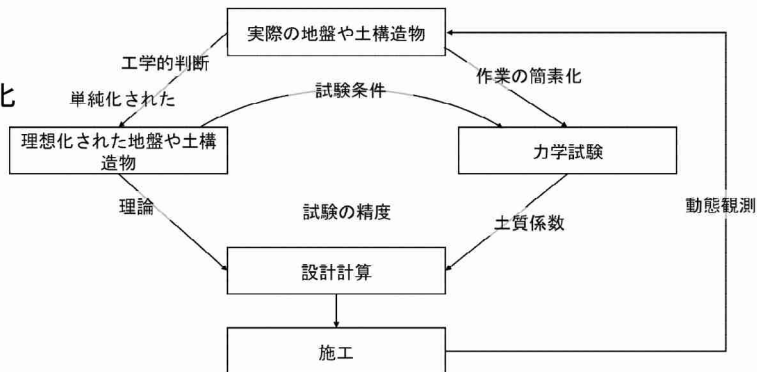 実際の地盤や土構造物
工学的判断
作業の簡素化
単純化された
試験条件
理想化された地盤や土構
造物
力学試験
理論
試験の精度
土質係数
動態観測
設計計算
施工